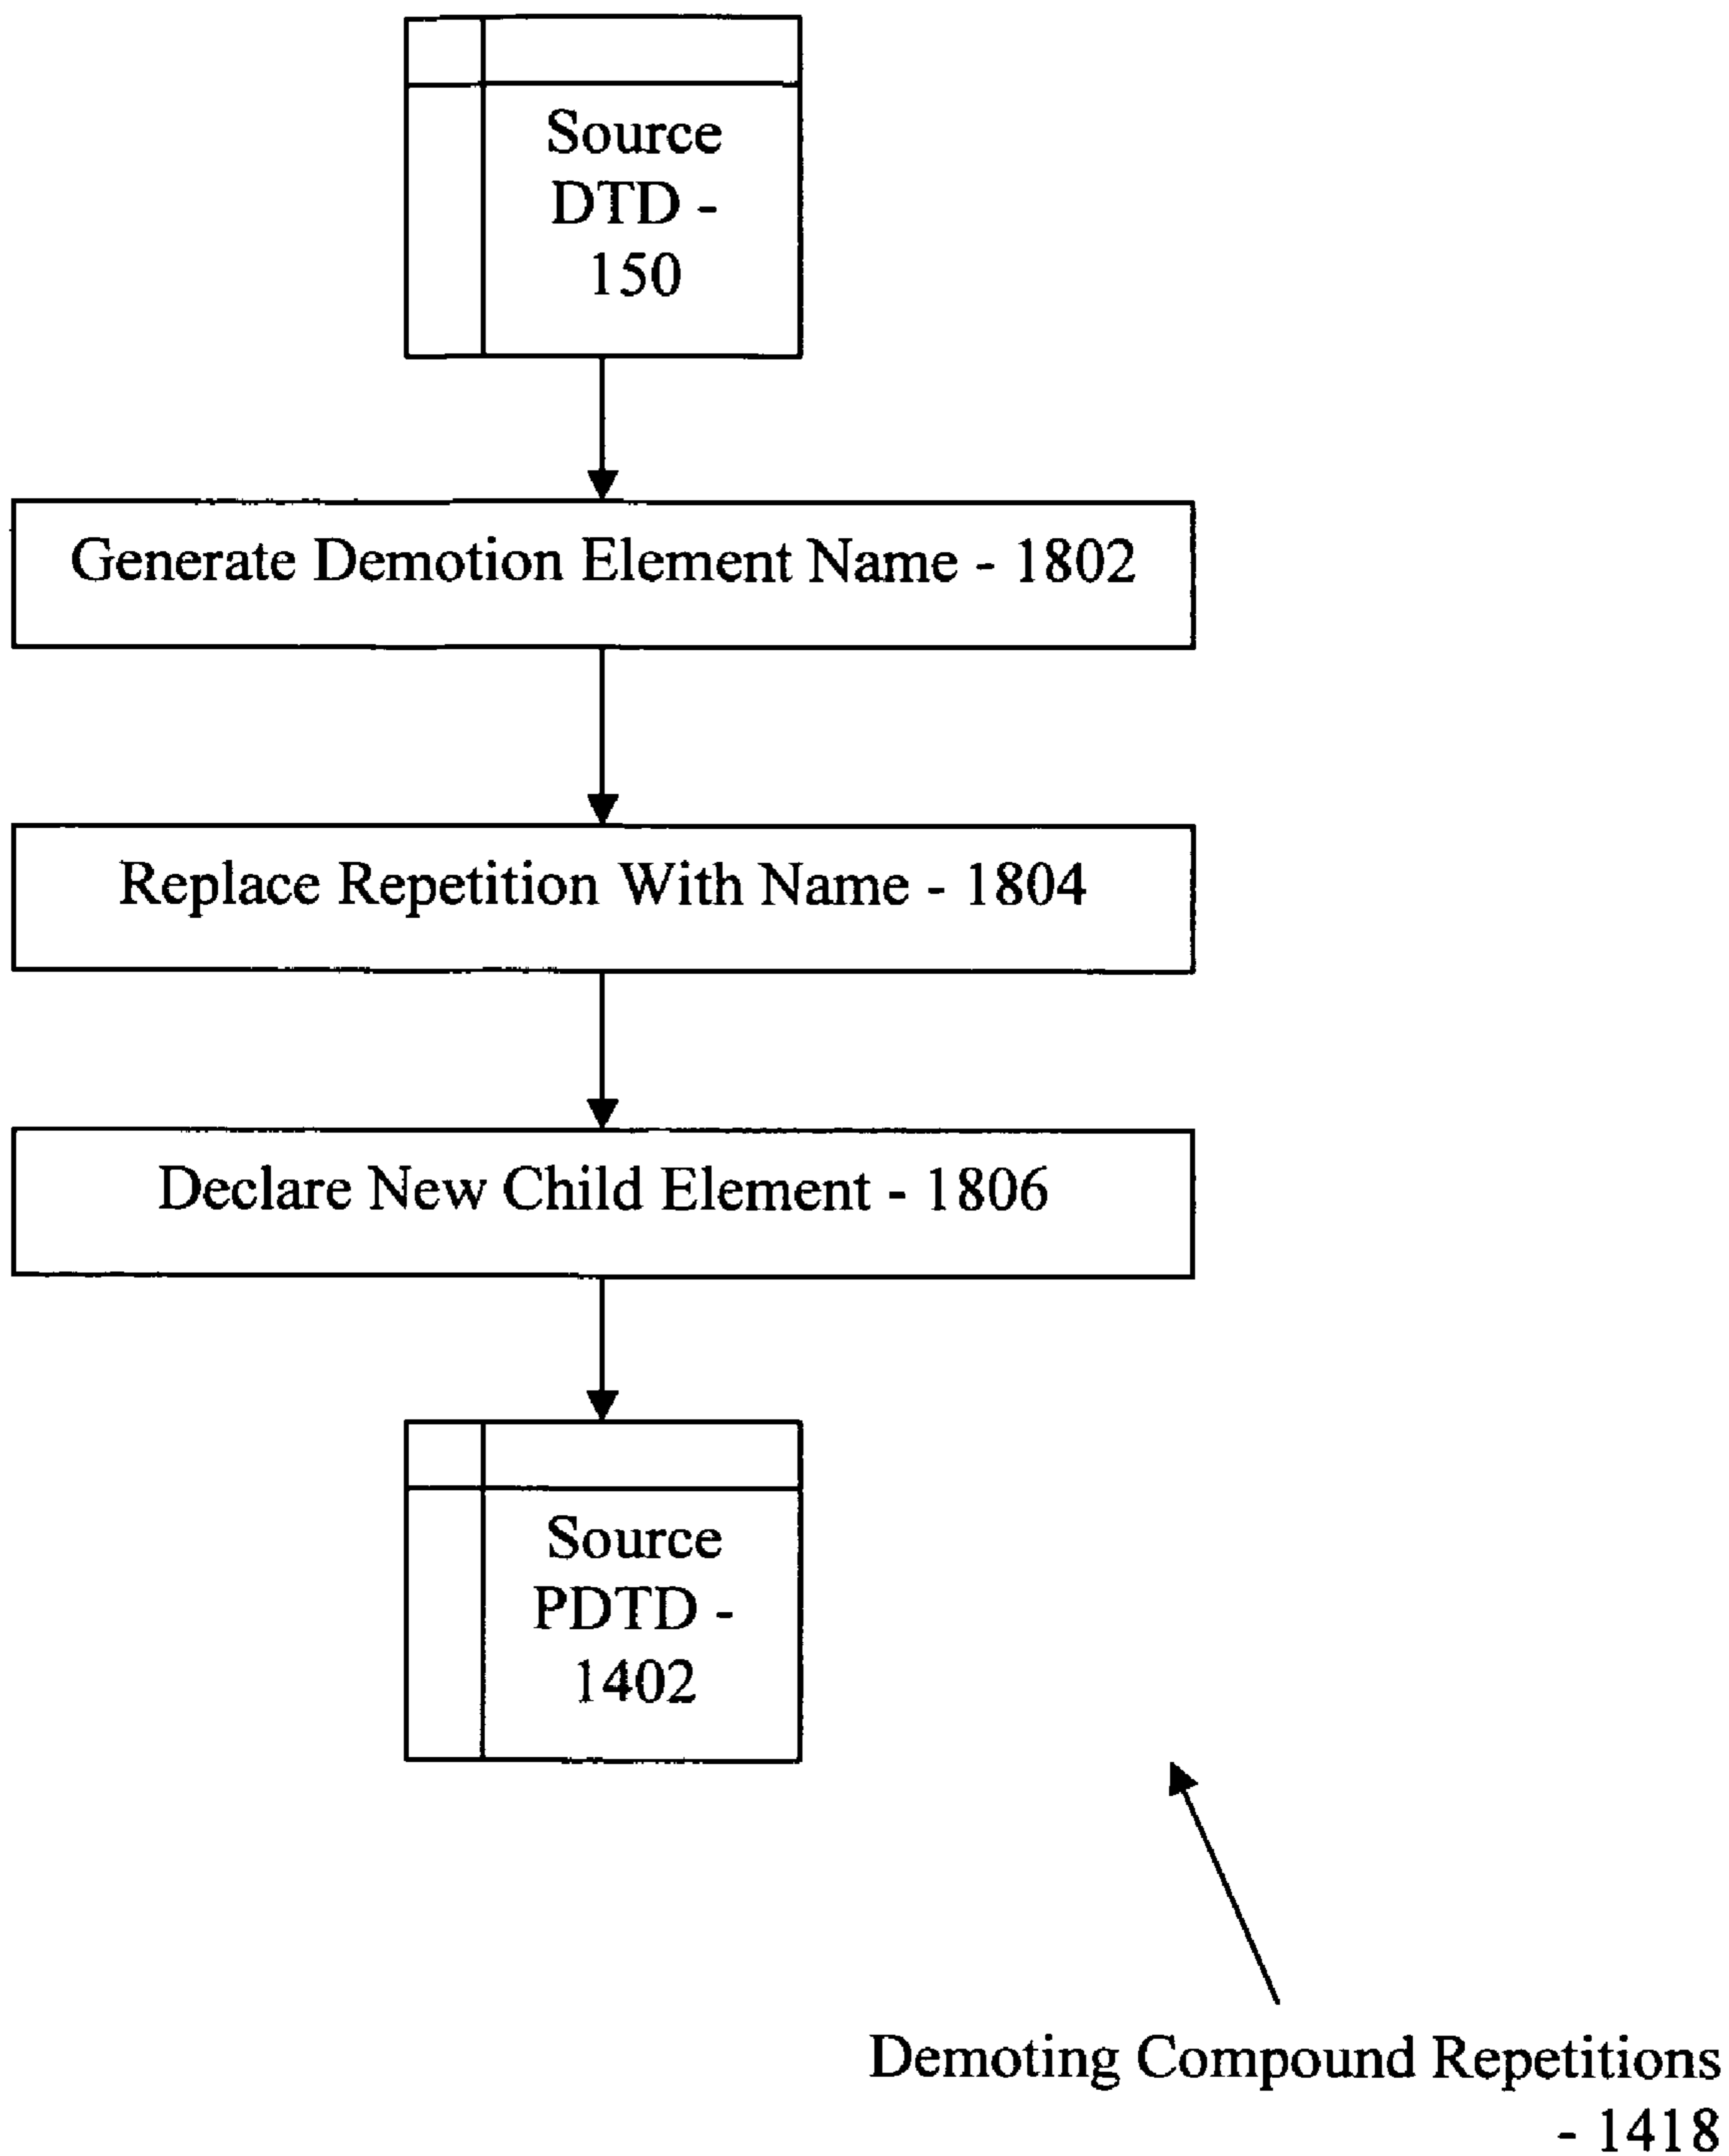 Source
DTD -
150
Generate Demotion Element Name - 1802
Replace Repetition With Name - 1804
Declare New Child Element - 1806
Source
PDTD -
1402
Demoting Compound Repetitions
- 1418